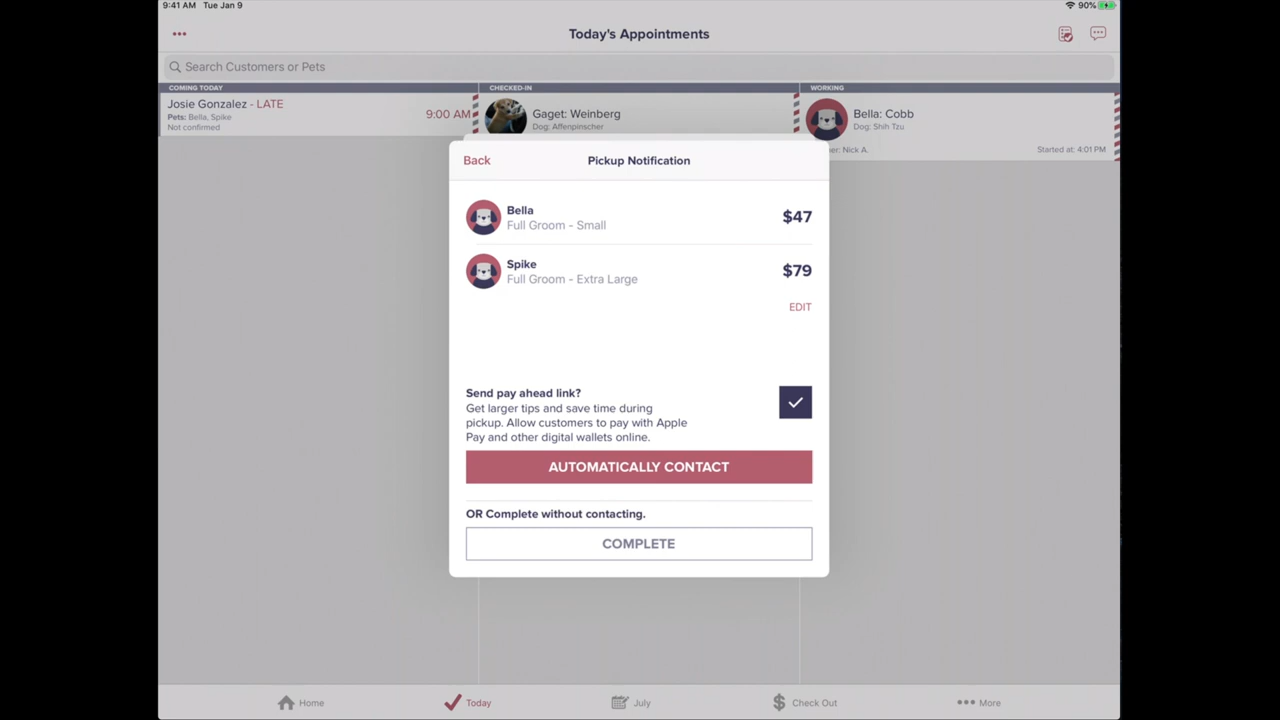 9:41 AM Tue Jan 9
90%
Today's Appointments
Search Customers or Pets
COMING TODAY
CHECKED-IN
WORKING
Josie Gonzalez - LATE
Pets: Bella, Spike
Not confirmed
9:00 AM
Gaget: Weinberg
Dog: Affenpinscher
Bella: Cobb
Dog: Shih Tzu
er: Nick A.
Started at: 4:01 PM
Back
Pickup Notification
Bella
Full Groom - Small
$47
Spike
Full Groom - Extra Large
$79
EDIT
Send pay ahead link?
Get larger tips and save time during
pickup. Allow customers to pay with Apple
Pay and other digital wallets online.
AUTOMATICALLY CONTACT
OR Complete without contacting.
COMPLETE
Home
Today
July
Check Out
More